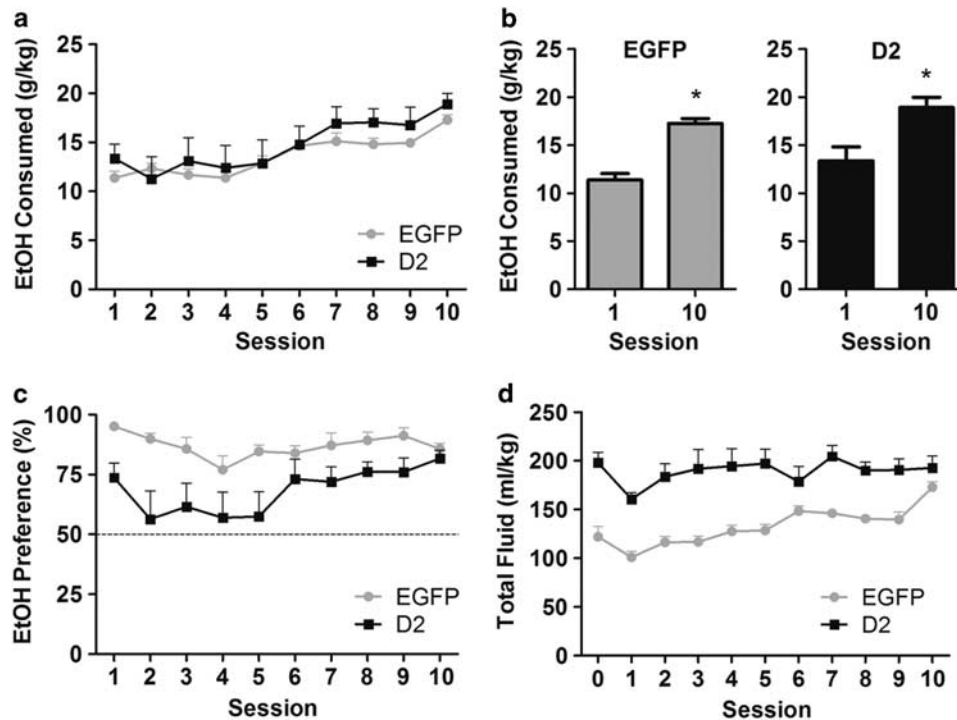 a
25
20
15
10
5
0
EtOH Consumed (g/kg)
EGFP
D2
1 2 3 4 5 6 7 8 9 10
Session
b
EGFP
25
20
15
10
5
0
EtOH Consumed (g/kg)
*
1 10
Session
D2
25
20
15
10
5
0
*
1 10
Session
c
100
75
50
25
0
EtOH Preference (%)
EGFP
D2
1 2 3 4 5 6 7 8 9 10
Session
d
250
200
150
100
50
0
Total Fluid (ml/kg)
EGFP
D2
0 1 2 3 4 5 6 7 8 9 10
Session